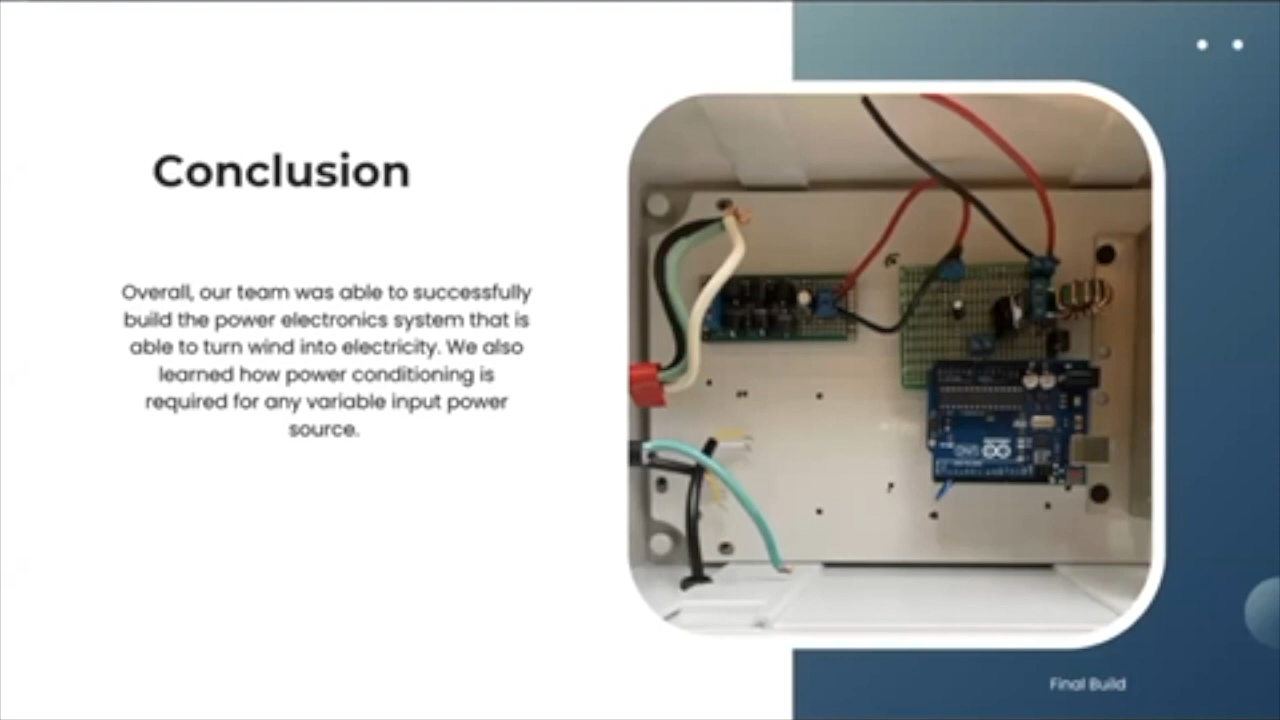 Conclusion
Overall, our team was able to successfully
build the power electronics system that is
able to turn wind into electricity. We also
learned how power conditioning is
required for any variable input power
source.
UNO
Final Build